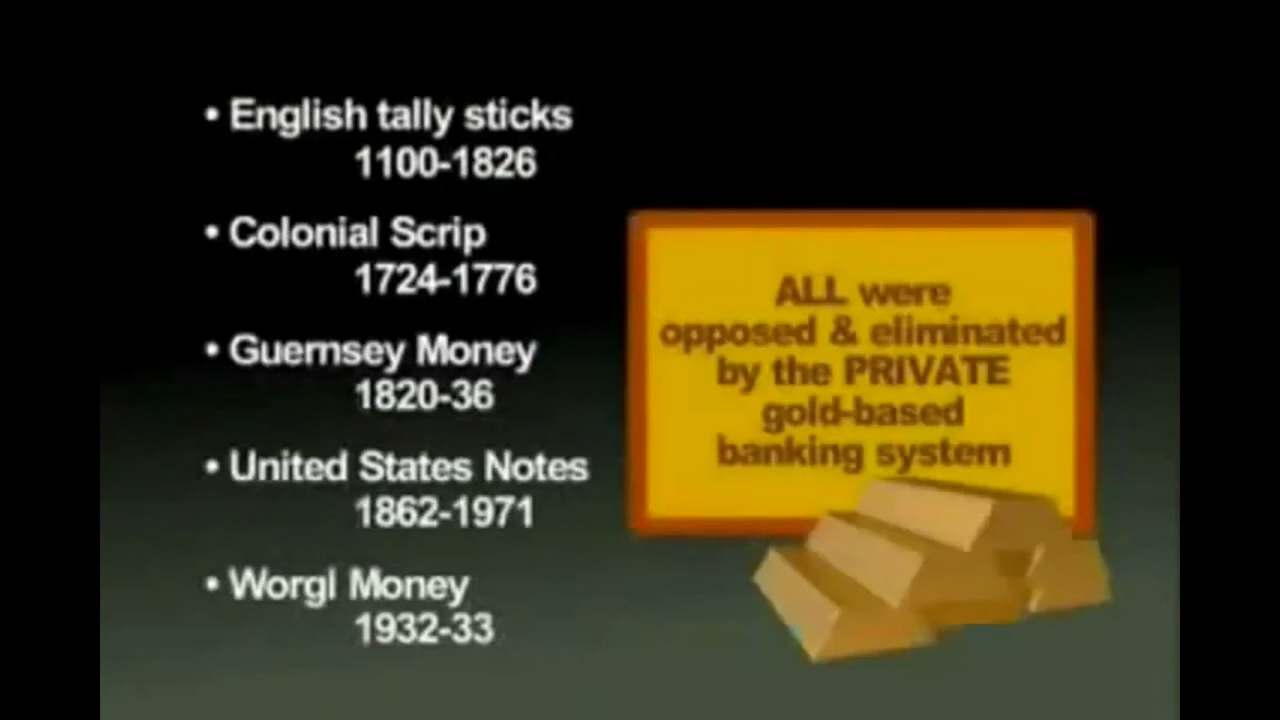 • English tally sticks
1100-1826
• Colonial Scrip
1724-1776
• Guernsey Money
1820-36
• United States Notes
1862-1971
• Worgl Money
1932-33
ALL were
opposed & eliminated
by the PRIVATE
gold-based
banking system